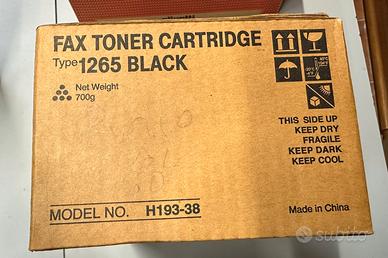 FAX TONER CARTRIDGE
Type 1265 BLACK
Net Weight
700g
THIS SIDE UP
KEEP DRY
FRAGILE
KEEP DARK
KEEP COOL
MODEL NO. H193-38
Made in China
subito